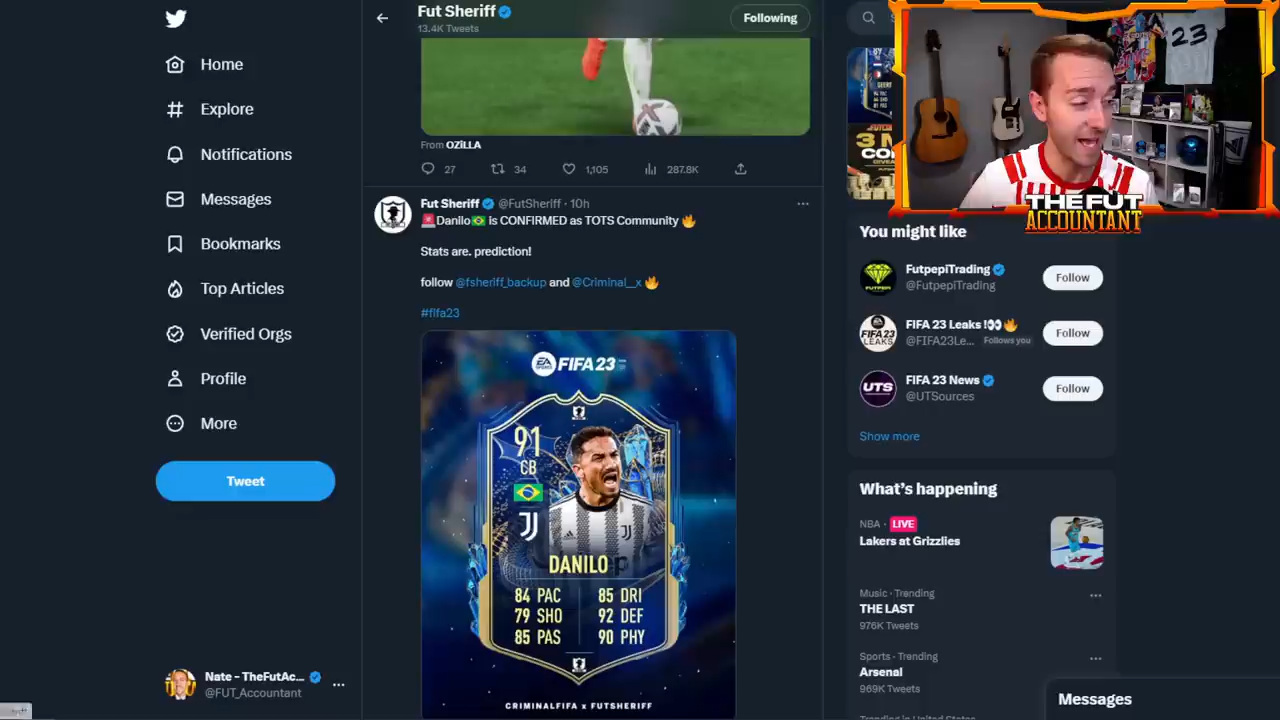 Home
Explore
Notifications
Messages
Bookmarks
Top Articles
Verified Orgs
Profile
More
Tweet
Nate - TheFutAc...
@FUT_Accountant
Fut Sheriff
13.4K Tweets
Following
From OZiLLA
27
34
1,105
287.8K
Fut Sheriff @FutSheriff · 10h
🚨Danilo🇧🇷 is CONFIRMED as TOTS Community 🔥
Stats are. prediction!
follow @fsheriff_backup and @Criminal__x 🔥
#fifa23
EA SPORTS FIFA 23
91
CB
DANILO
84 PAC
79 SHO
85 PAS
85 DRI
92 DEF
90 PHY
CRIMINALFIFA x FUTSHERIFF
23
THE FUT
ACCOUNTANT
You might like
FutpepiTrading
@FutpepiTrading
Follow
FIFA 23 Leaks !👀🔥
@FIFA23Le... Follows you
Follow
FIFA 23 News
@UTSources
Follow
Show more
What's happening
NBA · LIVE
Lakers at Grizzlies
Music · Trending
THE LAST
976K Tweets
Sports · Trending
Arsenal
969K Tweets
Messages